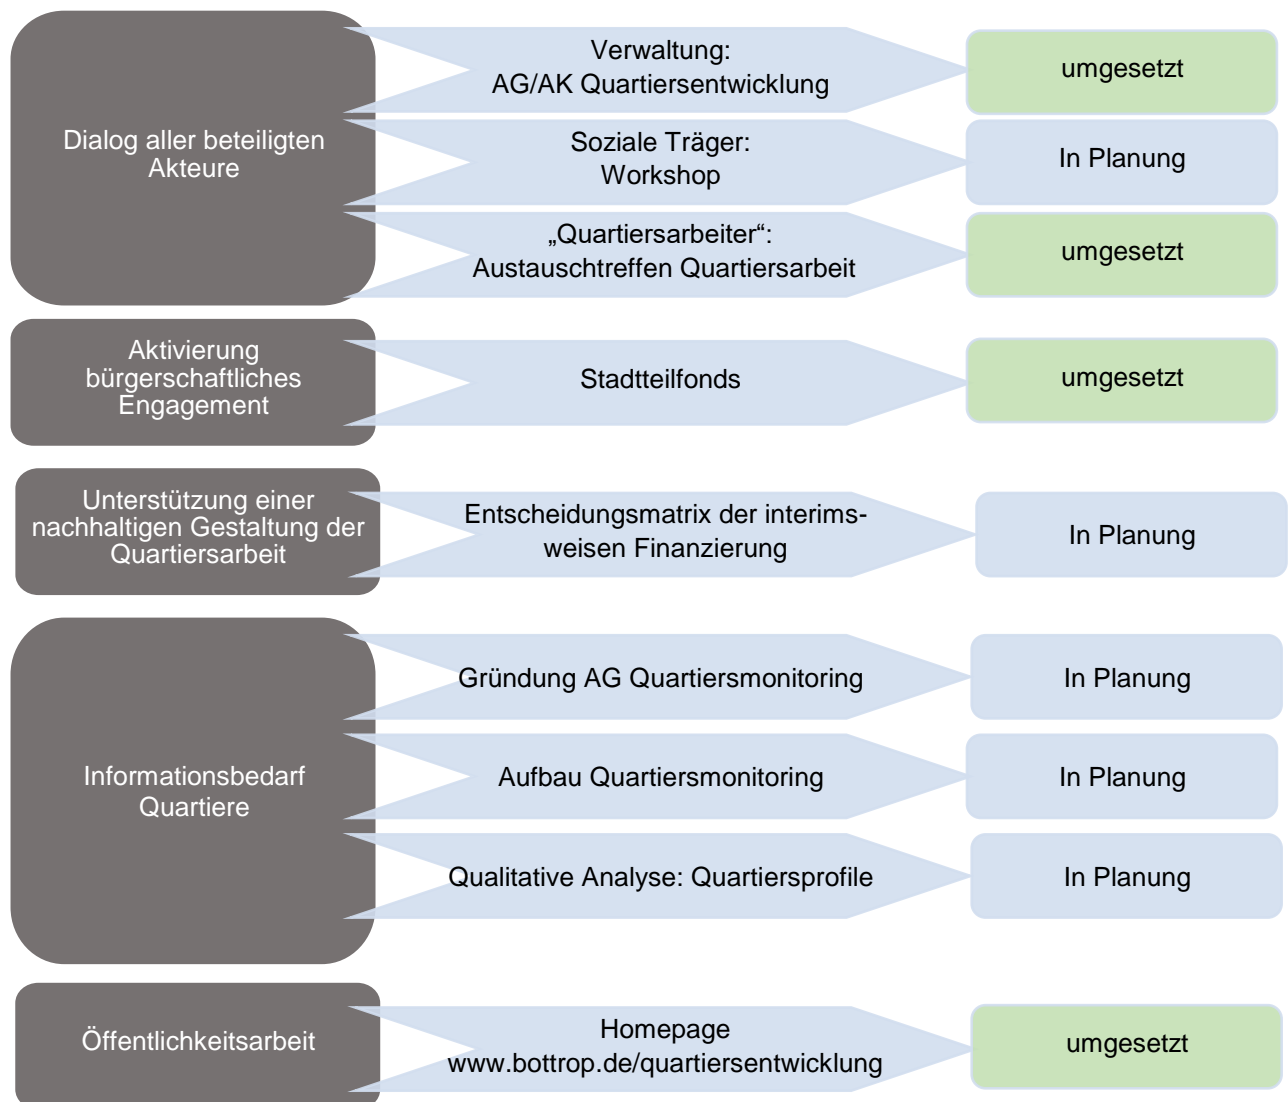 Dialog aller beteiligten
Akteure
Verwaltung:
AG/AK Quartiersentwicklung
umgesetzt
Soziale Träger:
Workshop
In Planung
„Quartiersarbeiter“:
Austauschtreffen Quartiersarbeit
umgesetzt
Aktivierung
bürgerschaftliches
Engagement
Stadtteilfonds
umgesetzt
Unterstützung einer
nachhaltigen Gestaltung der
Quartiersarbeit
Entscheidungsmatrix der interims-
weisen Finanzierung
In Planung
Informationsbedarf
Quartiere
Gründung AG Quartiersmonitoring
In Planung
Aufbau Quartiersmonitoring
In Planung
Qualitative Analyse: Quartiersprofile
In Planung
Öffentlichkeitsarbeit
Homepage
www.bottrop.de/quartiersentwicklung
umgesetzt